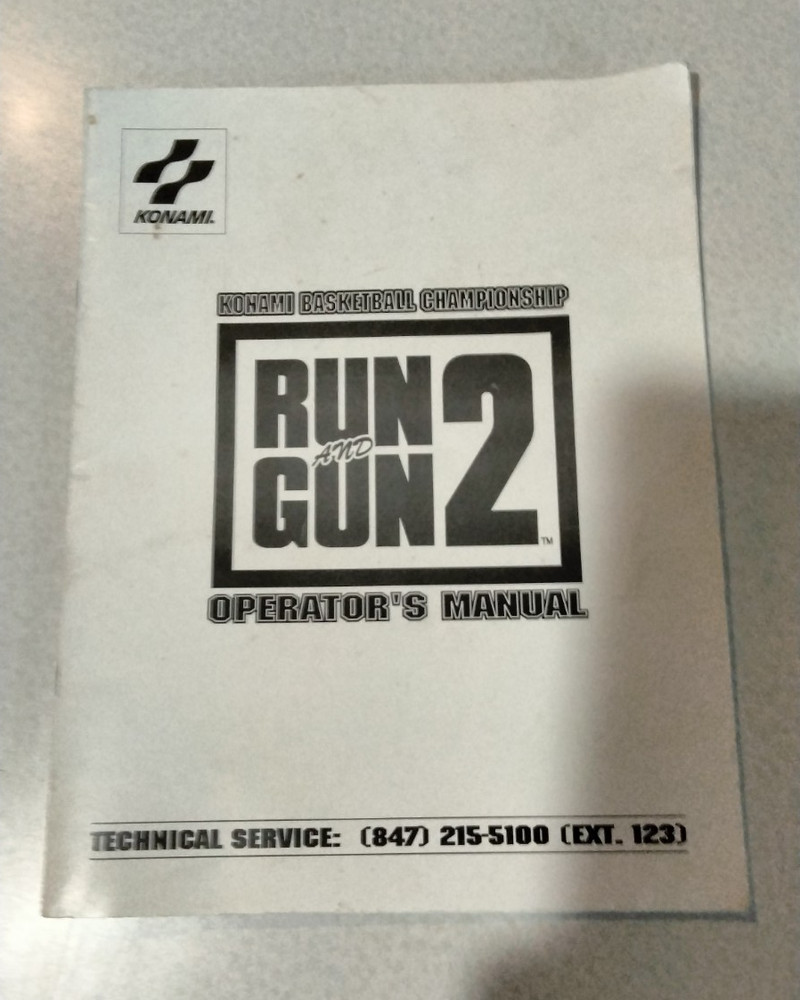 KONAMI.
KONAMI BASKETBALL CHAMPIONSHIP
RUN
AND
GUN
2
TM
OPERATOR'S MANUAL
TECHNICAL SERVICE: (847) 215-5100 (EXT. 123)